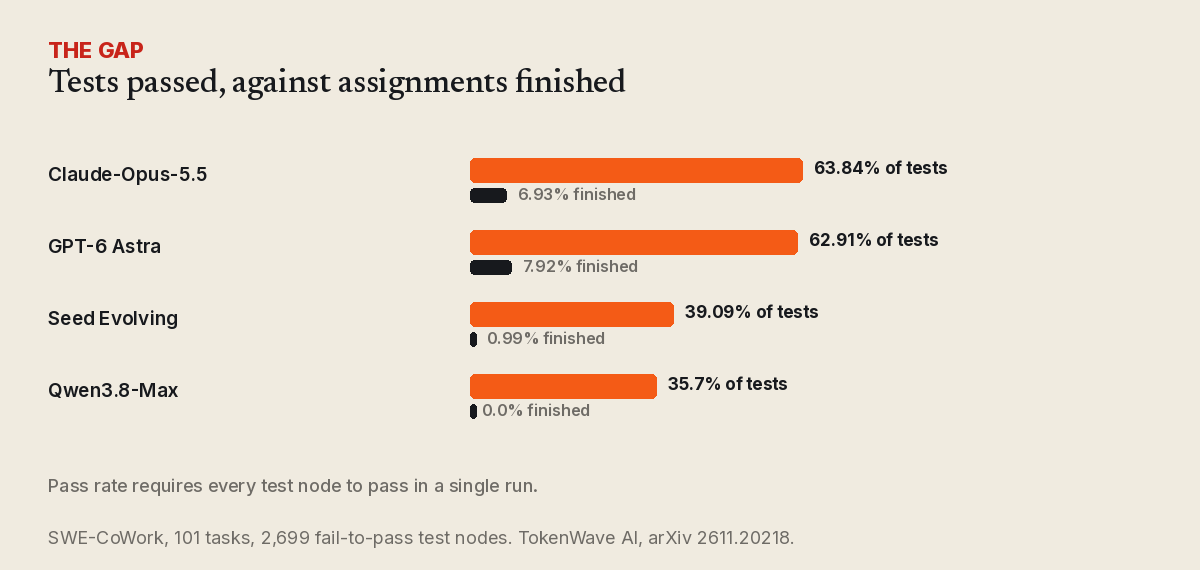 THE GAP
Tests passed, against assignments finished
Claude-Opus-5.5
63.84% of tests
6.93% finished
GPT-6 Astra
62.91% of tests
7.92% finished
Seed Evolving
39.09% of tests
0.99% finished
Qwen3.8-Max
35.7% of tests
0.0% finished
Pass rate requires every test node to pass in a single run.
SWE-CoWork, 101 tasks, 2,699 fail-to-pass test nodes. TokenWave AI, arXiv 2611.20218.